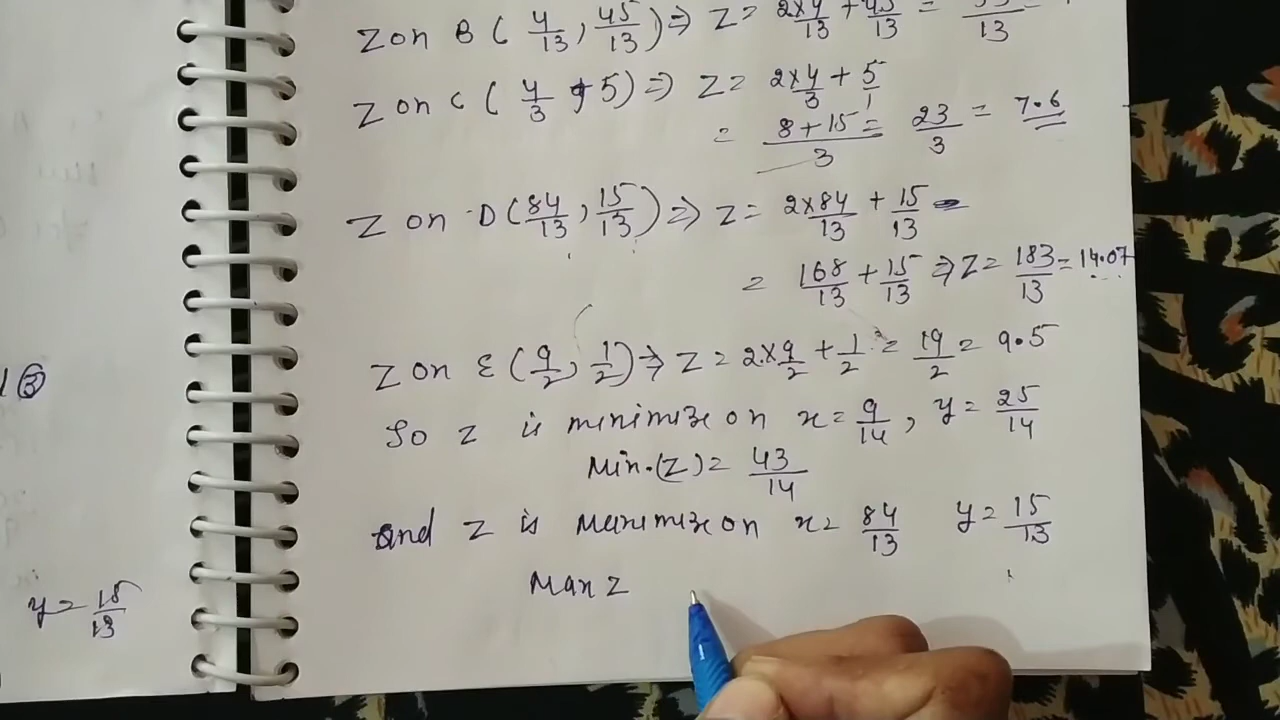 Z on B ( 4/13 , 45/13 ) ⇒ Z = 2×4/13 + 45/13 = 53/13 =
Z on C ( 4/3 , 5 ) ⇒ Z = 2×4/3 + 5/1
= 8+15/3 = 23/3 = 7.6
Z on D ( 84/13 , 15/13 ) ⇒ Z = 2×84/13 + 15/13 =
= 168/13 + 15/13 ⇒ Z = 183/13 = 14.07
Z on E ( 9/2 , 1/2 ) ⇒ Z = 2×9/2 + 1/2 = 19/2 = 9.5
1 ③
So Z is minimize on x = 9/14 , y = 25/14
Min.(Z) = 43/14
and Z is maximize on x = 84/13 y = 15/13
Max Z
y = 15/13